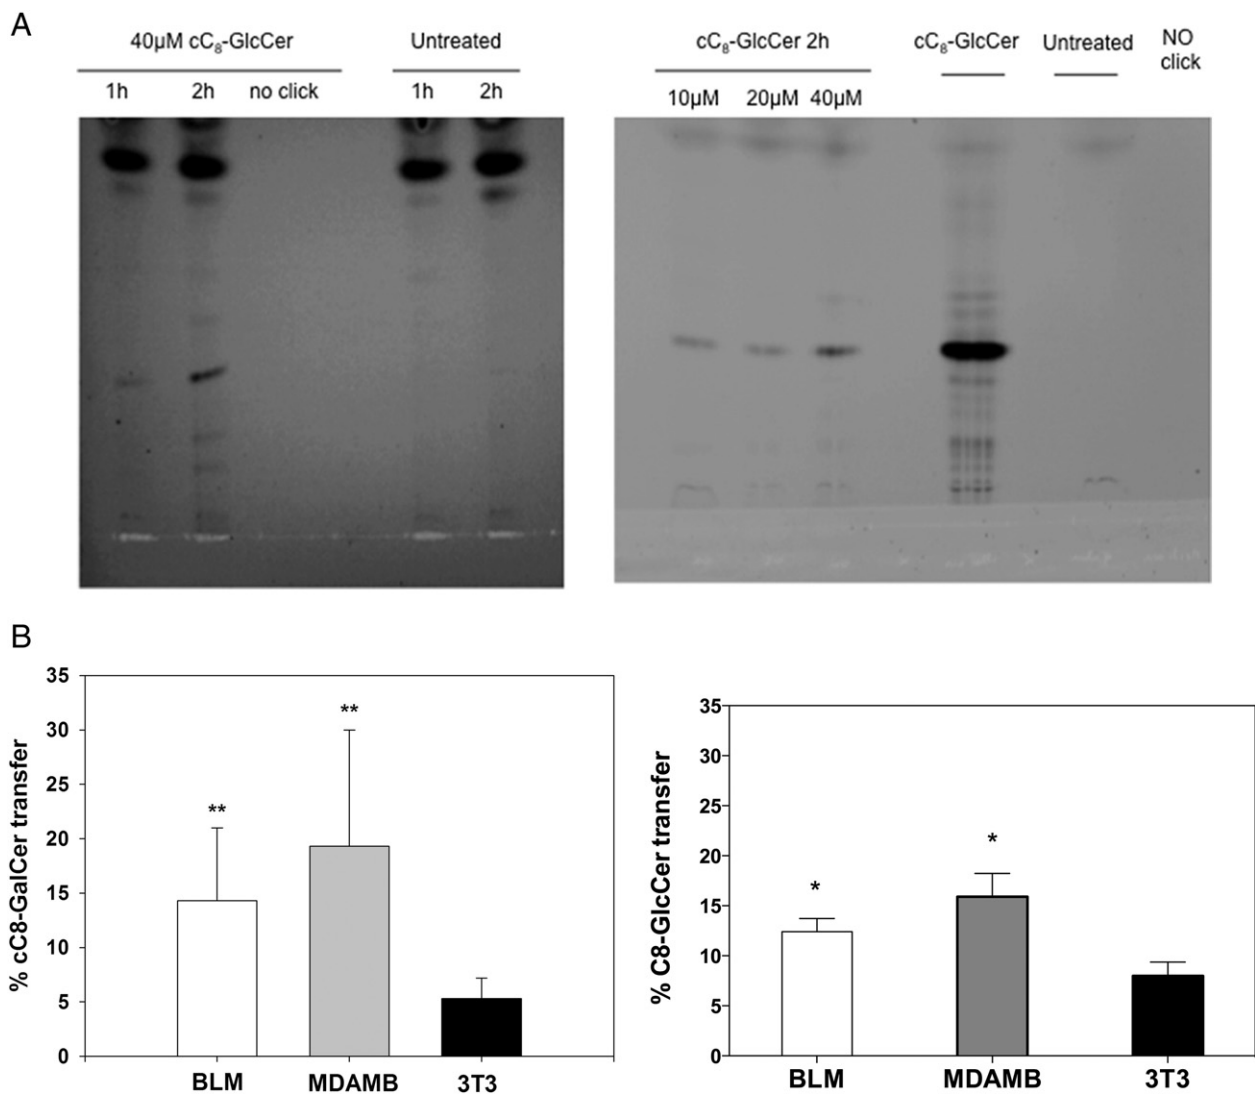 A
40µM cC8-GlcCer
Untreated
1h 2h no click 1h 2h
cC8-GlcCer 2h
cC8-GlcCer
Untreated
NO
click
10µM 20µM 40µM
B
% cC8-GalCer transfer
35
30
25
20
15
10
5
0
**
**
BLM MDAMB 3T3
% C8-GlcCer transfer
35
30
25
20
15
10
5
0
*
*
BLM MDAMB 3T3